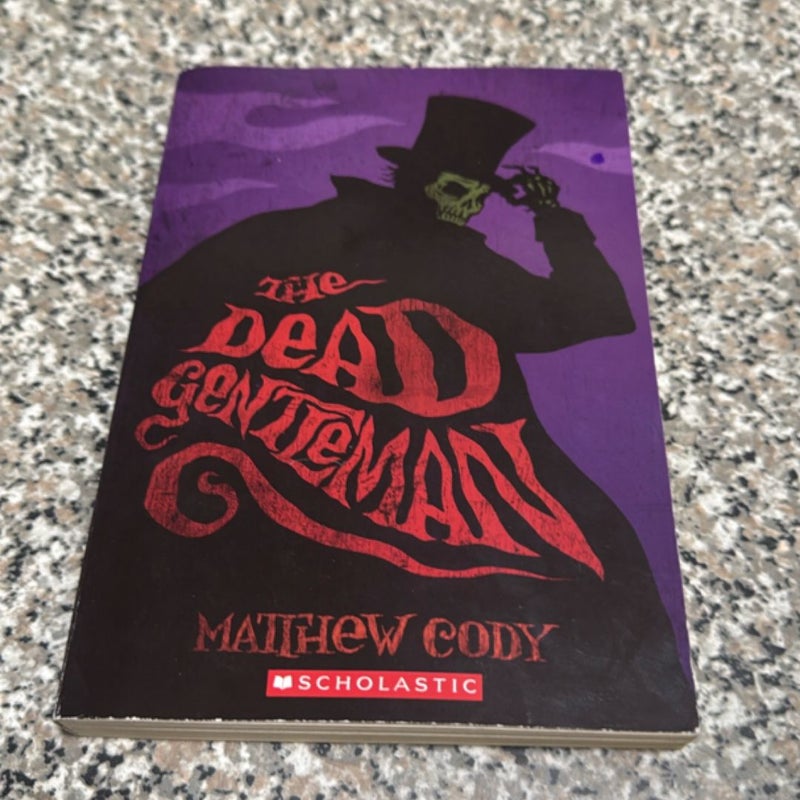 THe
DeAD
GeNTLeMAN
MATTHeW CODY
SCHOLASTIC